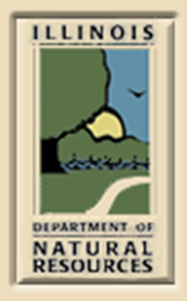 ILLINOIS
DEPARTMENT OF
NATURAL
RESOURCES